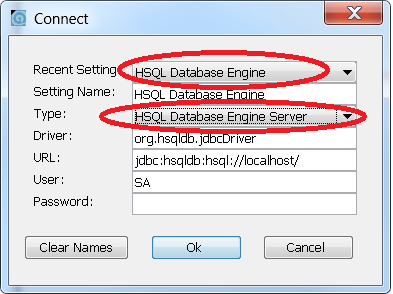 Connect
Recent Setting HSQL Database Engine
Setting Name: HSQL Database Engine
Type: HSQL Database Engine Server
Driver: org.hsqldb.jdbcDriver
URL: jdbc:hsqldb:hsql://localhost/
User: SA
Password:
Clear Names Ok Cancel